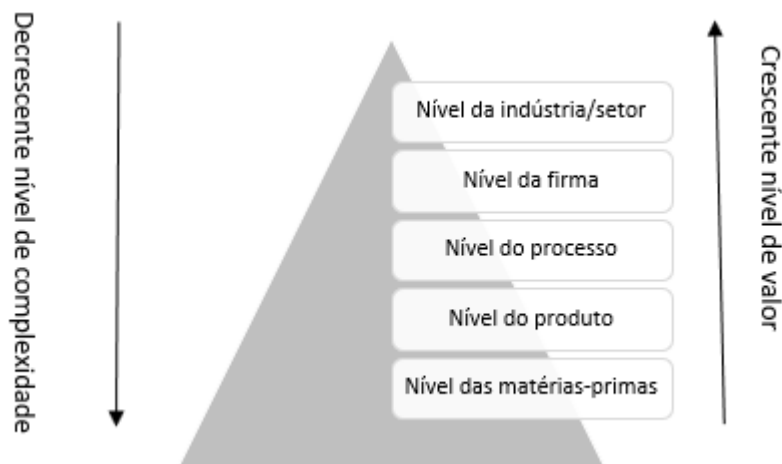 Decrescente nível de complexidade
Nível da indústria/setor
Nível da firma
Nível do processo
Nível do produto
Nível das matérias-primas
Crescente nível de valor